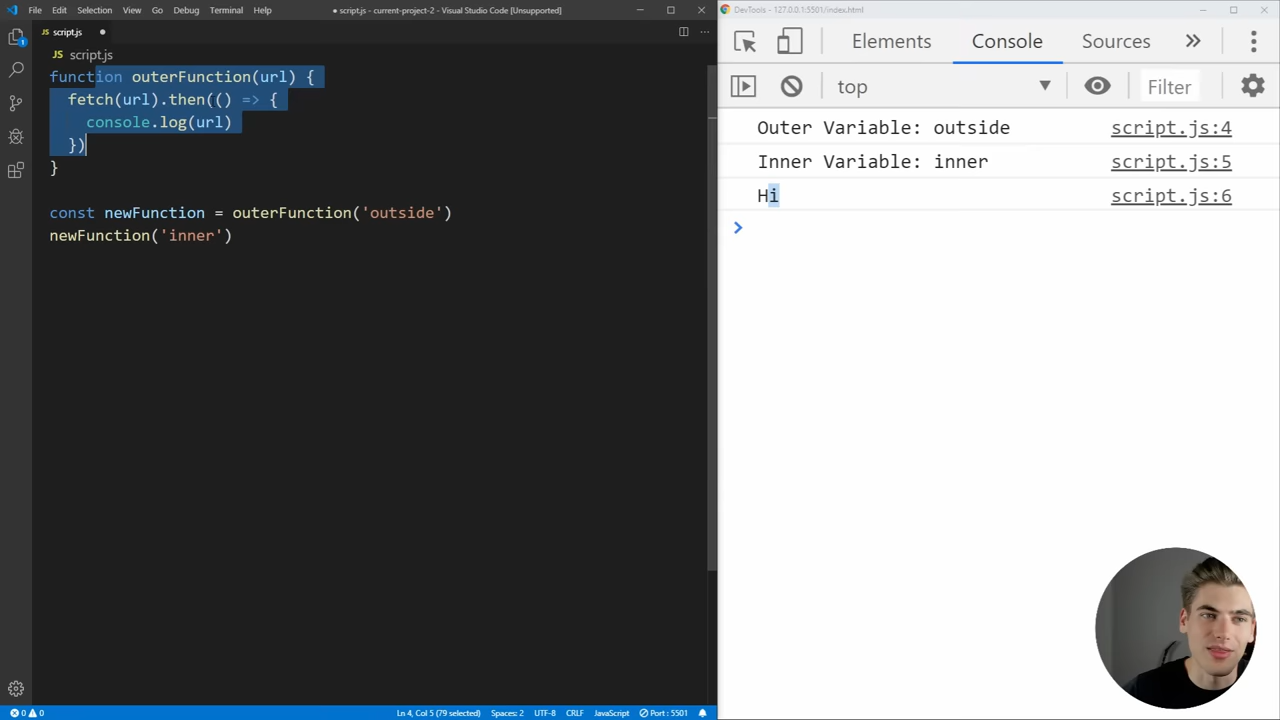 File Edit Selection View Go Debug Terminal Help
● script.js - current-project-2 - Visual Studio Code [Unsupported]
1
JS script.js ●
JS script.js
function outerFunction(url) {
fetch(url).then(() => {
console.log(url)
})
}
const newFunction = outerFunction('outside')
newFunction('inner')
0 0
Ln 4, Col 5 (79 selected) Spaces: 2 UTF-8 CRLF JavaScript Port : 5501
DevTools - 127.0.0.1:5501/index.html
Elements Console Sources »
top Filter
Outer Variable: outside script.js:4
Inner Variable: inner script.js:5
Hi script.js:6